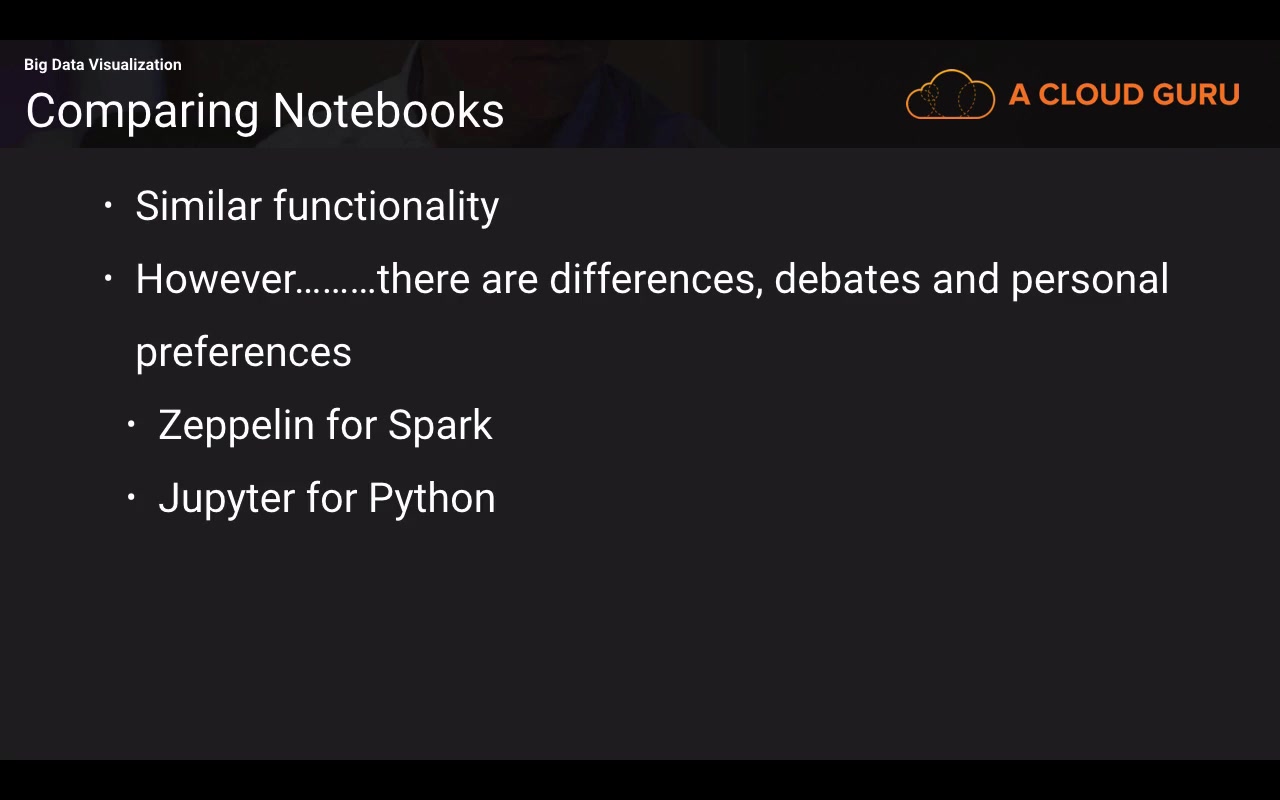 Big Data Visualization
Comparing Notebooks
A CLOUD GURU
• Similar functionality
• However………there are differences, debates and personal
preferences
• Zeppelin for Spark
• Jupyter for Python